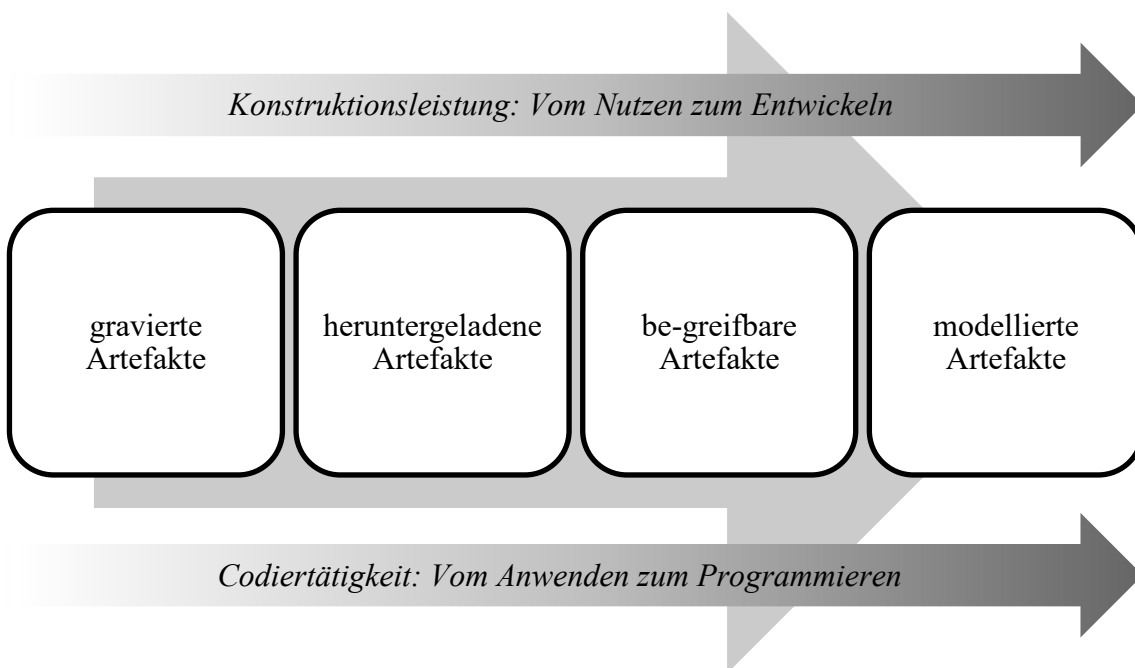 Konstruktionsleistung: Vom Nutzen zum Entwickeln
gravierte
Artefakte
heruntergeladene
Artefakte
be-greifbare
Artefakte
modellierte
Artefakte
Codiertätigkeit: Vom Anwenden zum Programmieren